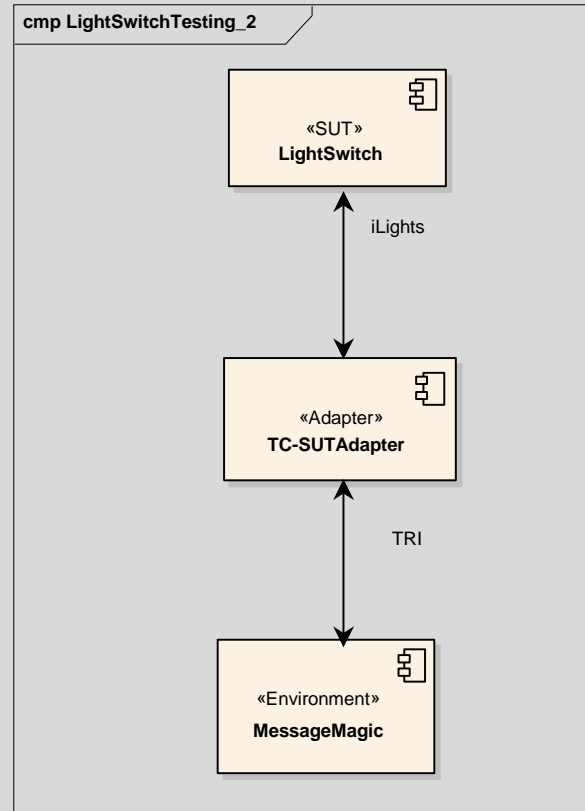 cmp LightSwitchTesting_2
«SUT»
LightSwitch
iLights
«Adapter»
TC-SUTAdapter
TRI
«Environment»
MessageMagic